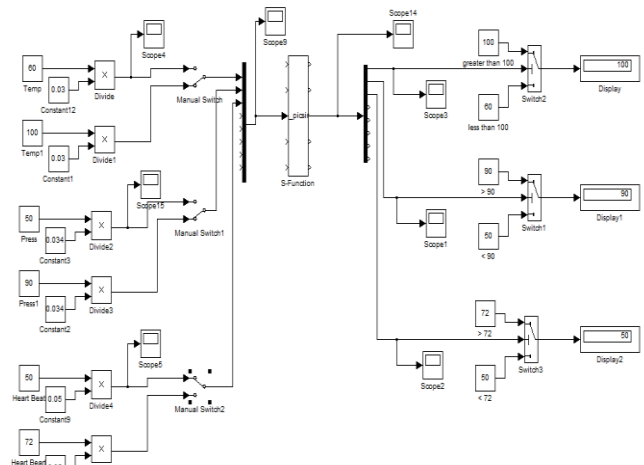 60
Temp
0.03
Constant12
X
Divide
Scope4
Manual Switch
100
Temp1
0.03
Constant1
X
Divide1
50
Press
0.034
Constant3
X
Divide2
Scope15
Manual Switch1
90
Press1
0.034
Constant2
X
Divide3
50
Heart Beat
0.05
Constant9
X
Divide4
Scope5
Manual Switch2
72
Heart Beat
X
Scope9
_picsir
S-Function
Scope14
Scope3
Scope1
Scope2
100
greater than 100
60
less than 100
Switch2
100
Display
90
> 90
50
< 90
Switch1
90
Display1
72
> 72
50
< 72
Switch3
50
Display2